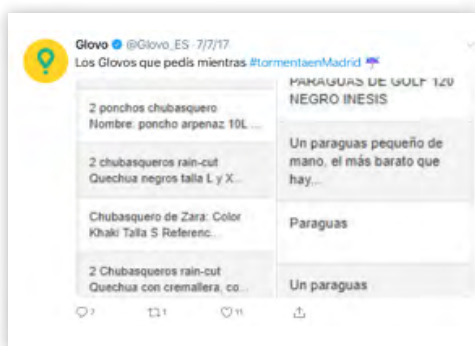 Glovo @Glovo_ES · 7/7/17
Los Glovos que pedís mientras #tormentaenMadrid ☔
2 ponchos chubasquero
Nombre: poncho arpenaz 10L ...
2 chubasqueros rain-cut
Quechua negros talla L y X...
Chubasquero de Zara: Color
Khaki Talla S Referenc...
2 Chubasqueros rain-cut
Quechua con cremallera, co...
PARAGUAS DE GOLF 120
NEGRO INESIS
Un paraguas pequeño de
mano, el más barato que
hay...
Paraguas
Un paraguas
11